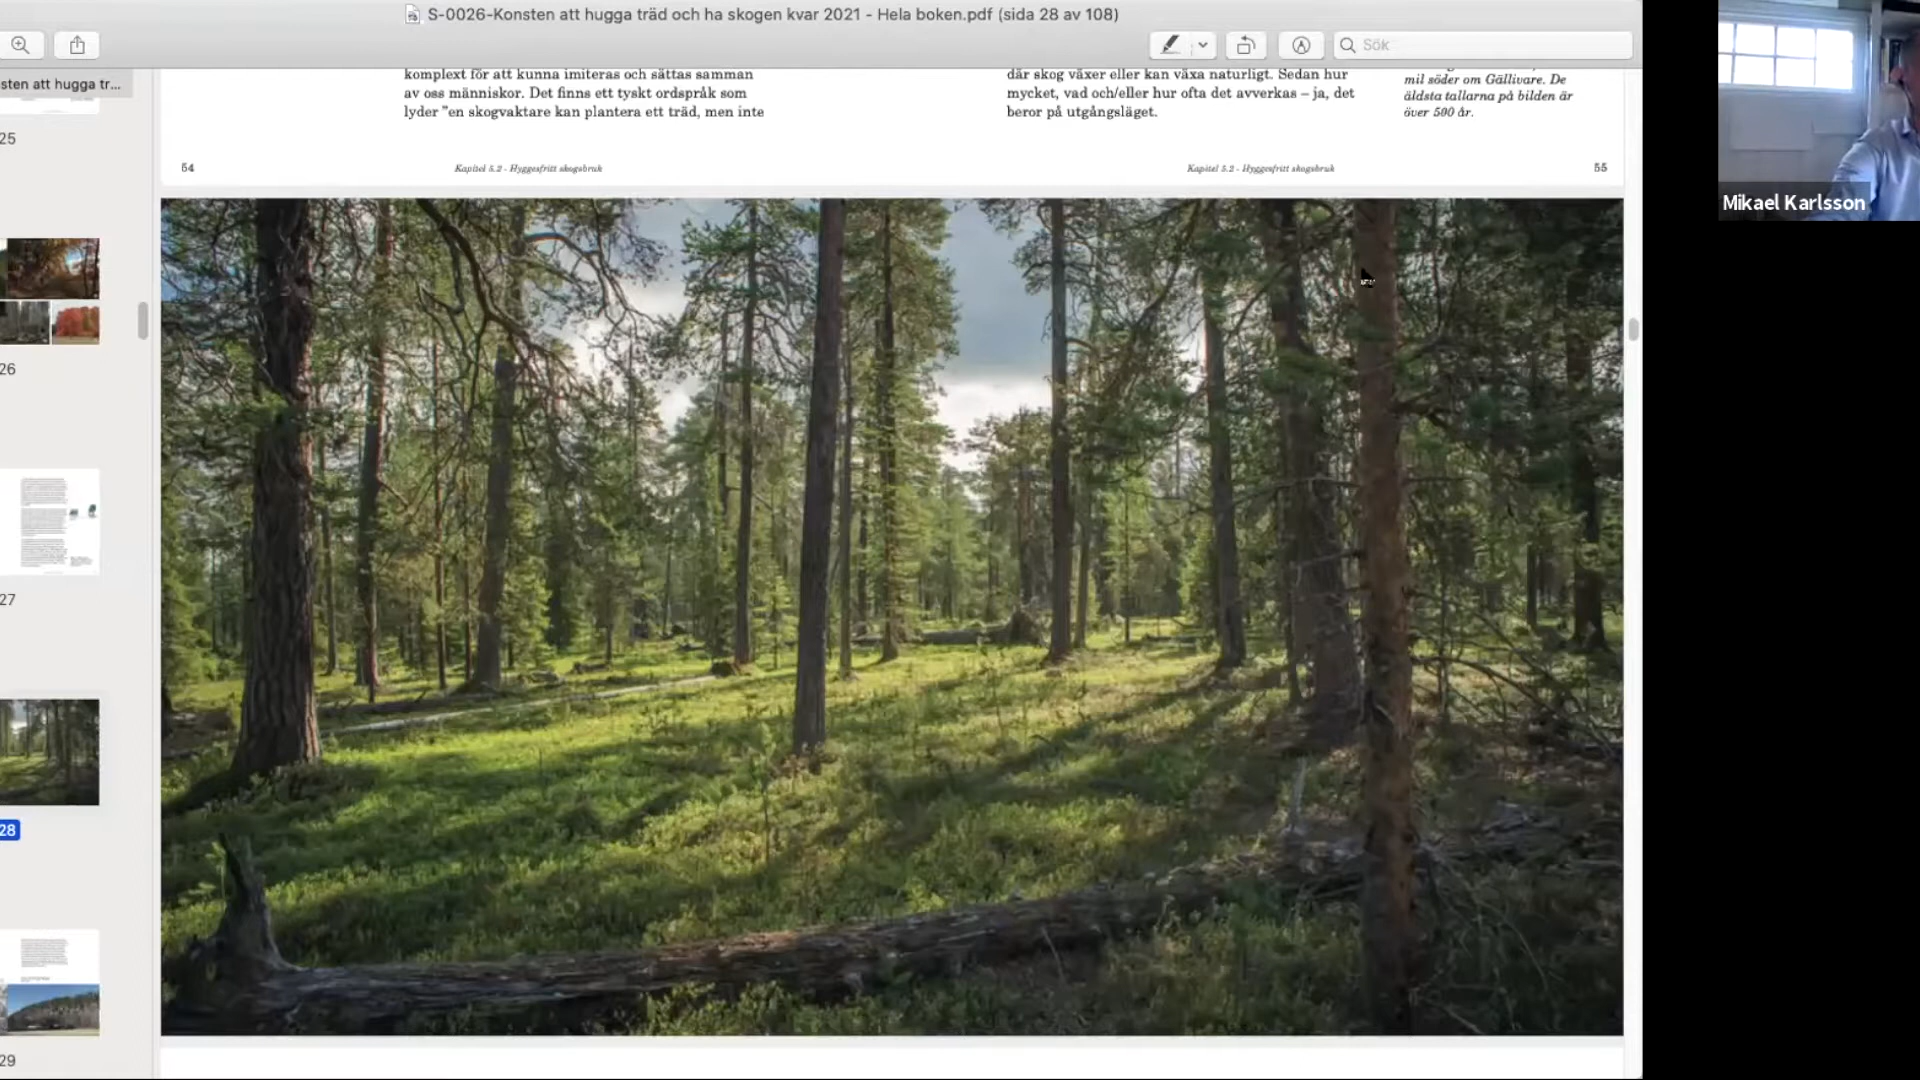 S-0026-Konsten att hugga träd och ha skogen kvar 2021 - Hela boken.pdf (sida 28 av 108)
Sök
sten att hugga tr...
25
26
27
28
29
komplext för att kunna imiteras och sättas samman
av oss människor. Det finns ett tyskt ordspråk som
lyder "en skogvaktare kan plantera ett träd, men inte
där skog växer eller kan växa naturligt. Sedan hur
mycket, vad och/eller hur ofta det avverkas – ja, det
beror på utgångsläget.
mil söder om Gällivare. De
äldsta tallarna på bilden är
över 500 år.
54
Kapitel 5.2 - Hyggesfritt skogsbruk
Kapitel 5.2 - Hyggesfritt skogsbruk
55
Mikael Karlsson